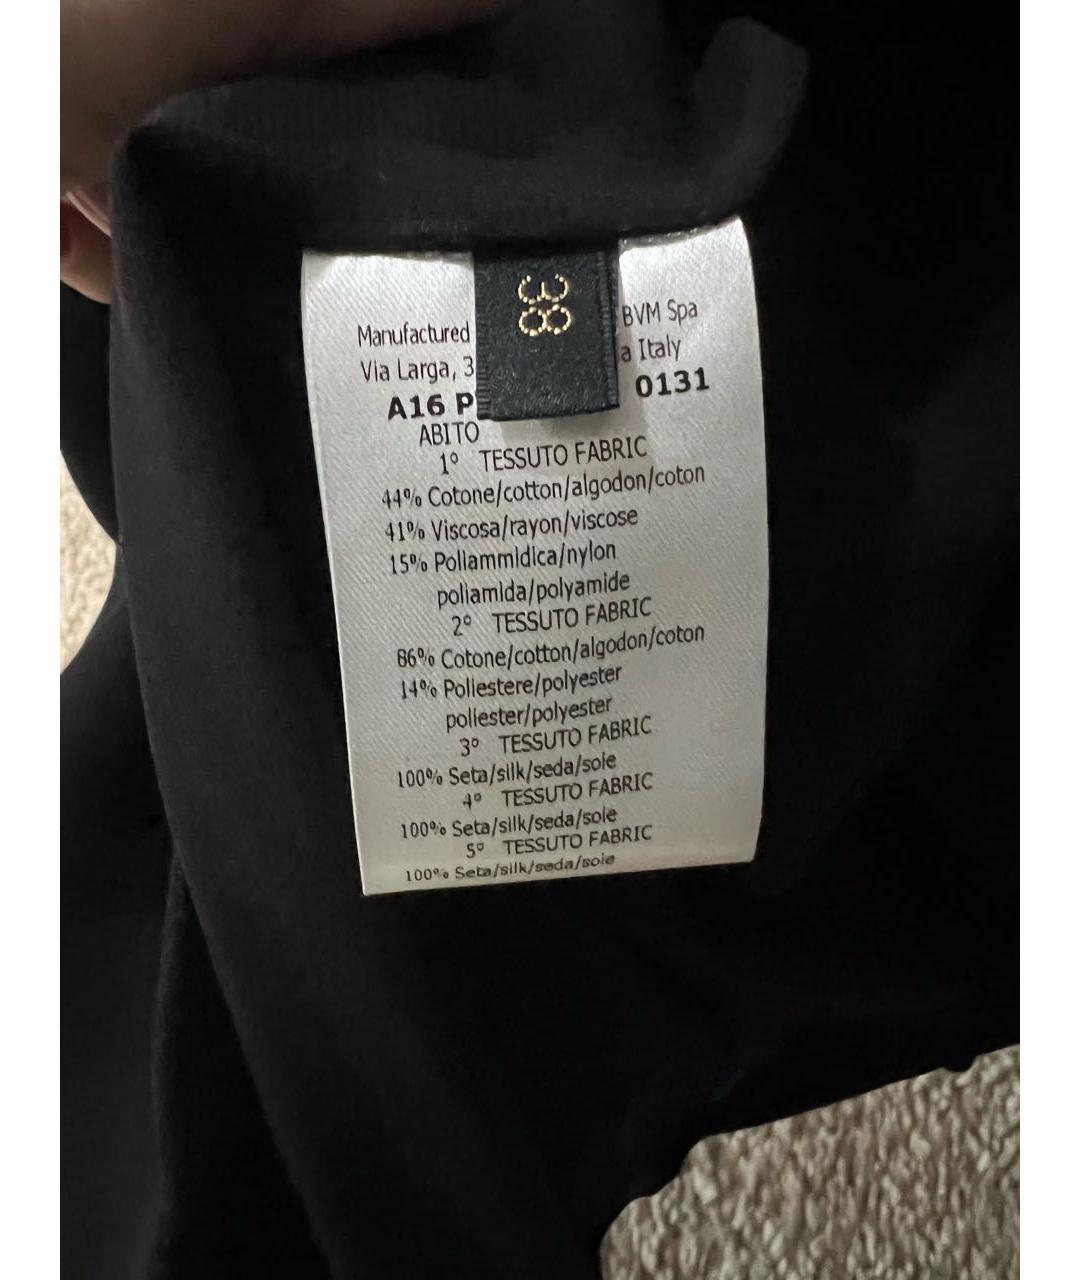 38
Manufactured BVM Spa
Via Larga, 3 a Italy
A16 P 0131
ABITO
1° TESSUTO FABRIC
44% Cotone/cotton/algodon/coton
41% Viscosa/rayon/viscose
15% Poliammidica/nylon
poliamida/polyamide
2° TESSUTO FABRIC
86% Cotone/cotton/algodon/coton
14% Poliestere/polyester
poliester/polyester
3° TESSUTO FABRIC
100% Seta/silk/seda/soie
4° TESSUTO FABRIC
100% Seta/silk/seda/soie
5° TESSUTO FABRIC
100% Seta/silk/seda/soie